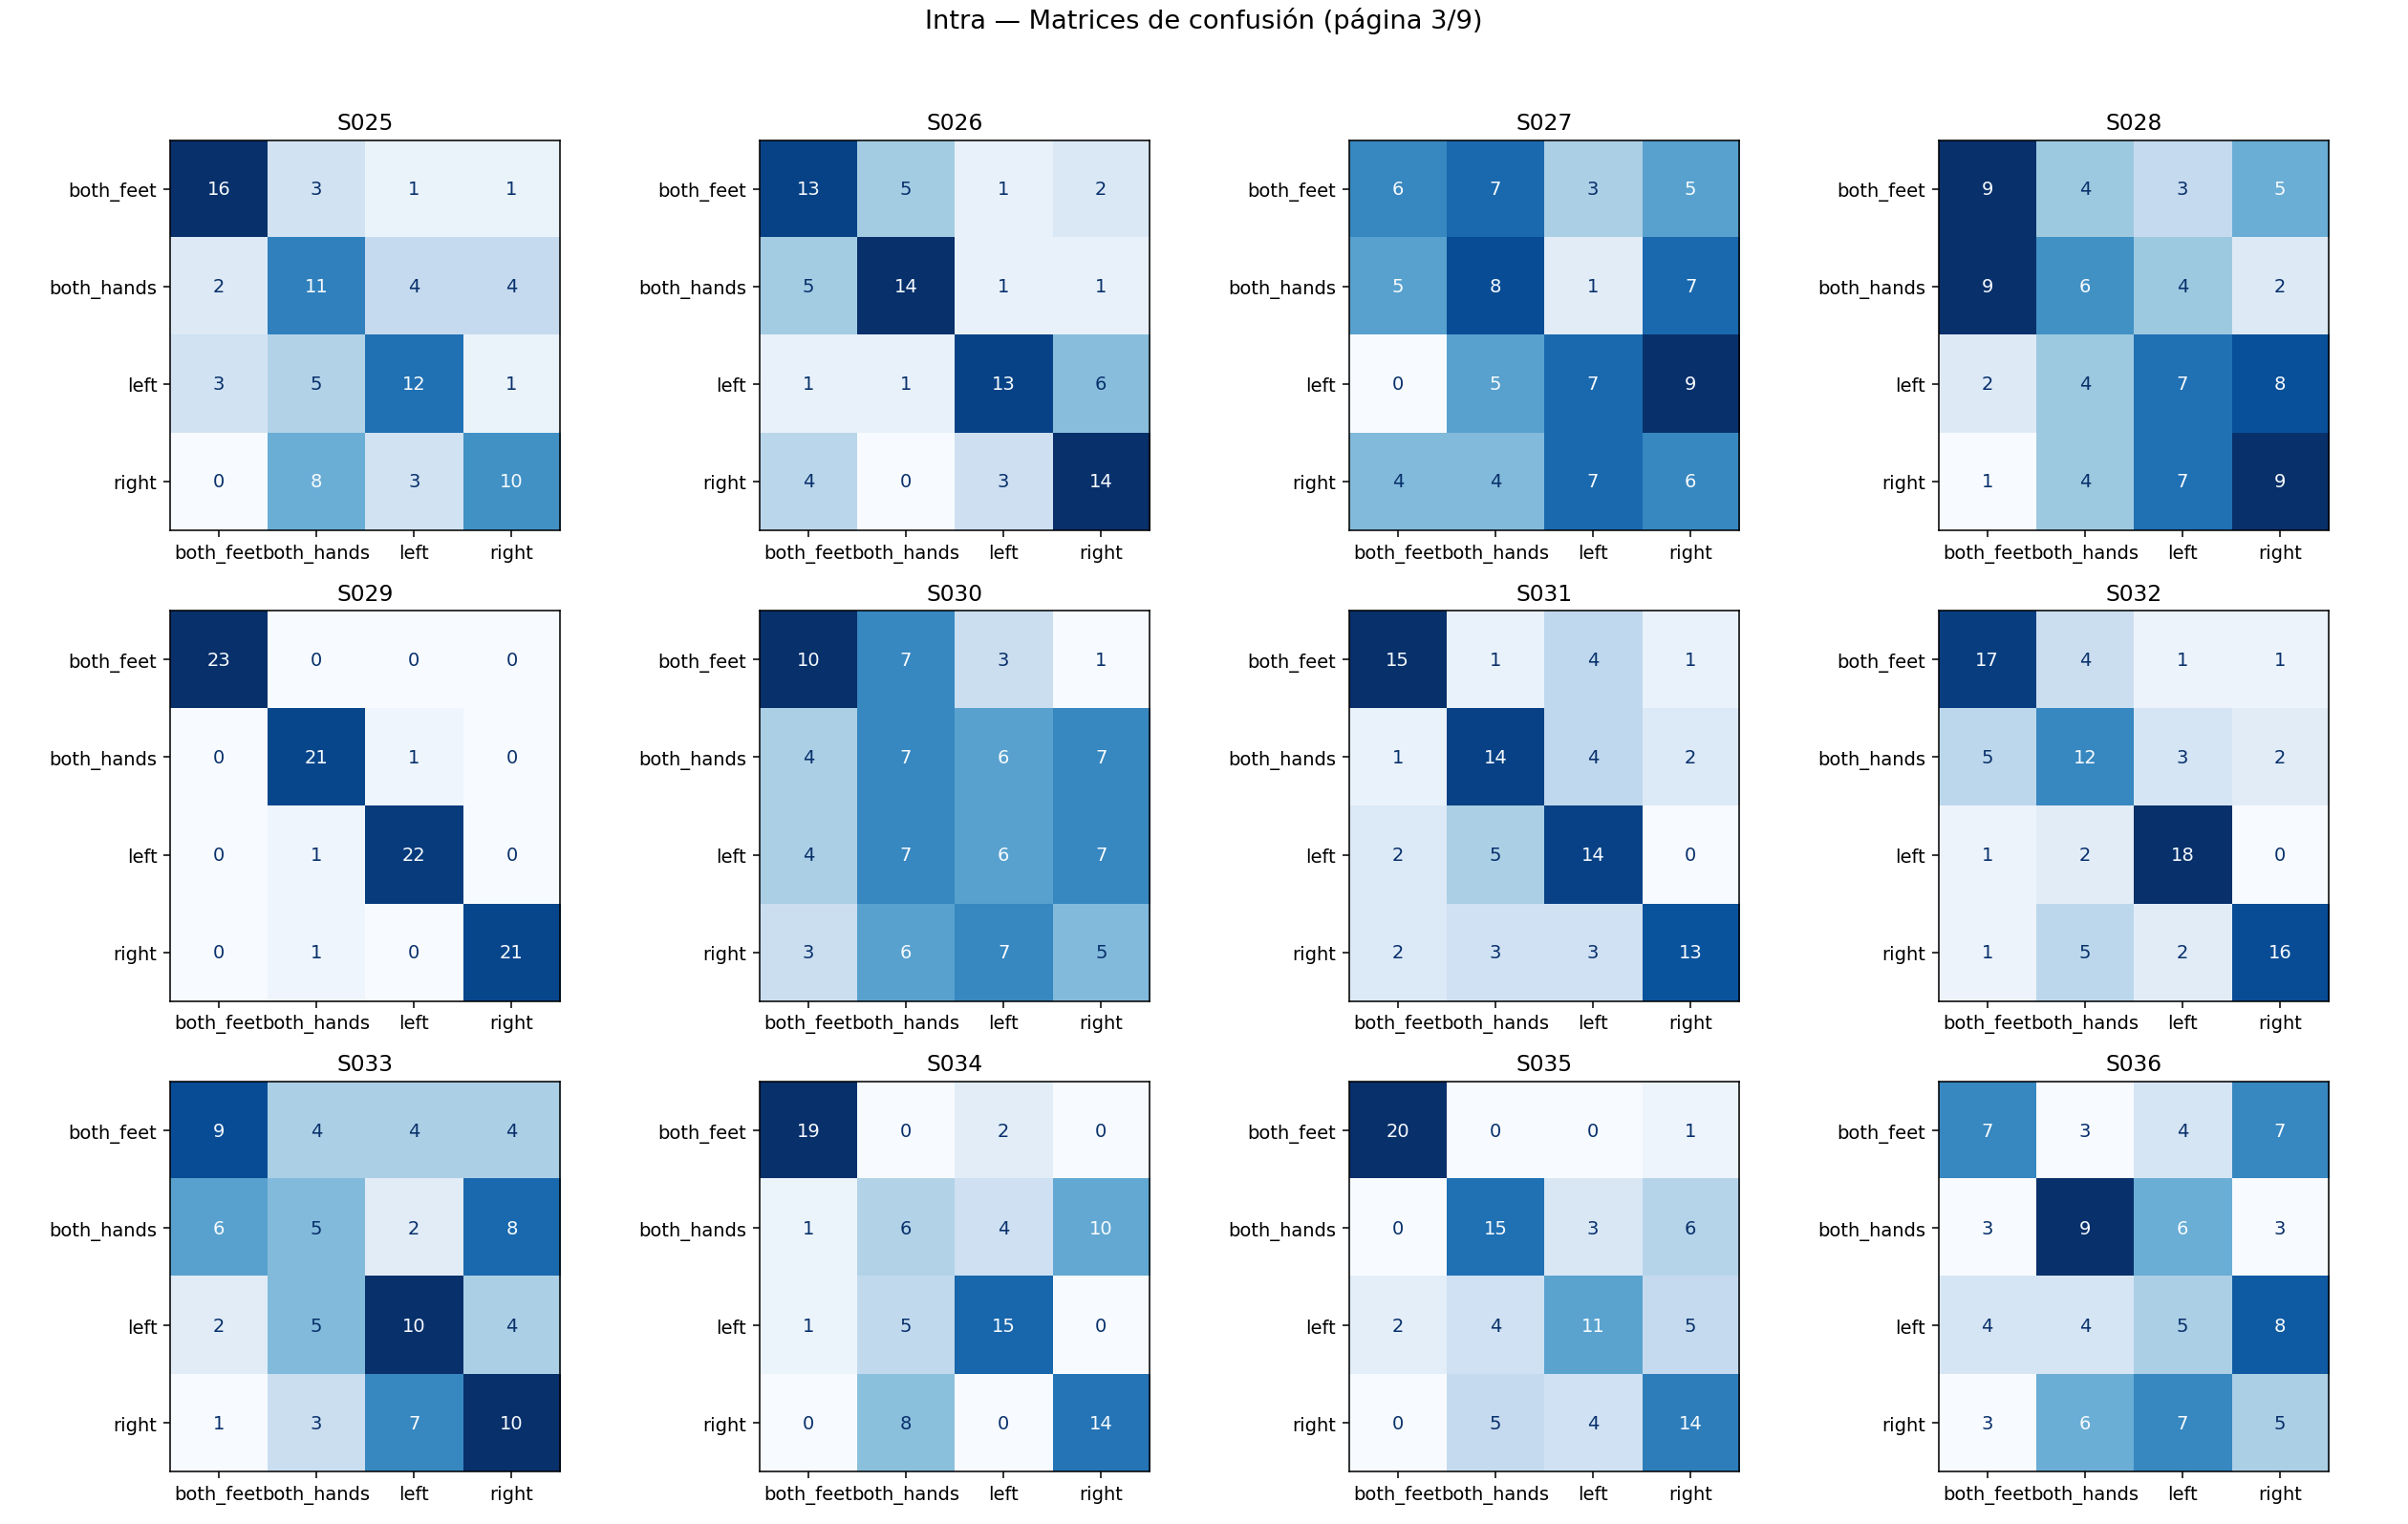 Intra — Matrices de confusión (página 3/9)
S025 S026 S027 S028
both_feet 16 3 1 1 both_feet 13 5 1 2 both_feet 6 7 3 5 both_feet 9 4 3 5
both_hands 2 11 4 4 both_hands 5 14 1 1 both_hands 5 8 1 7 both_hands 9 6 4 2
left 3 5 12 1 left 1 1 13 6 left 0 5 7 9 left 2 4 7 8
right 0 8 3 10 right 4 0 3 14 right 4 4 7 6 right 1 4 7 9
both_feet both_hands left right both_feet both_hands left right both_feet both_hands left right both_feet both_hands left right
S029 S030 S031 S032
both_feet 23 0 0 0 both_feet 10 7 3 1 both_feet 15 1 4 1 both_feet 17 4 1 1
both_hands 0 21 1 0 both_hands 4 7 6 7 both_hands 1 14 4 2 both_hands 5 12 3 2
left 0 1 22 0 left 4 7 6 7 left 2 5 14 0 left 1 2 18 0
right 0 1 0 21 right 3 6 7 5 right 2 3 3 13 right 1 5 2 16
both_feet both_hands left right both_feet both_hands left right both_feet both_hands left right both_feet both_hands left right
S033 S034 S035 S036
both_feet 9 4 4 4 both_feet 19 0 2 0 both_feet 20 0 0 1 both_feet 7 3 4 7
both_hands 6 5 2 8 both_hands 1 6 4 10 both_hands 0 15 3 6 both_hands 3 9 6 3
left 2 5 10 4 left 1 5 15 0 left 2 4 11 5 left 4 4 5 8
right 1 3 7 10 right 0 8 0 14 right 0 5 4 14 right 3 6 7 5
both_feet both_hands left right both_feet both_hands left right both_feet both_hands left right both_feet both_hands left right